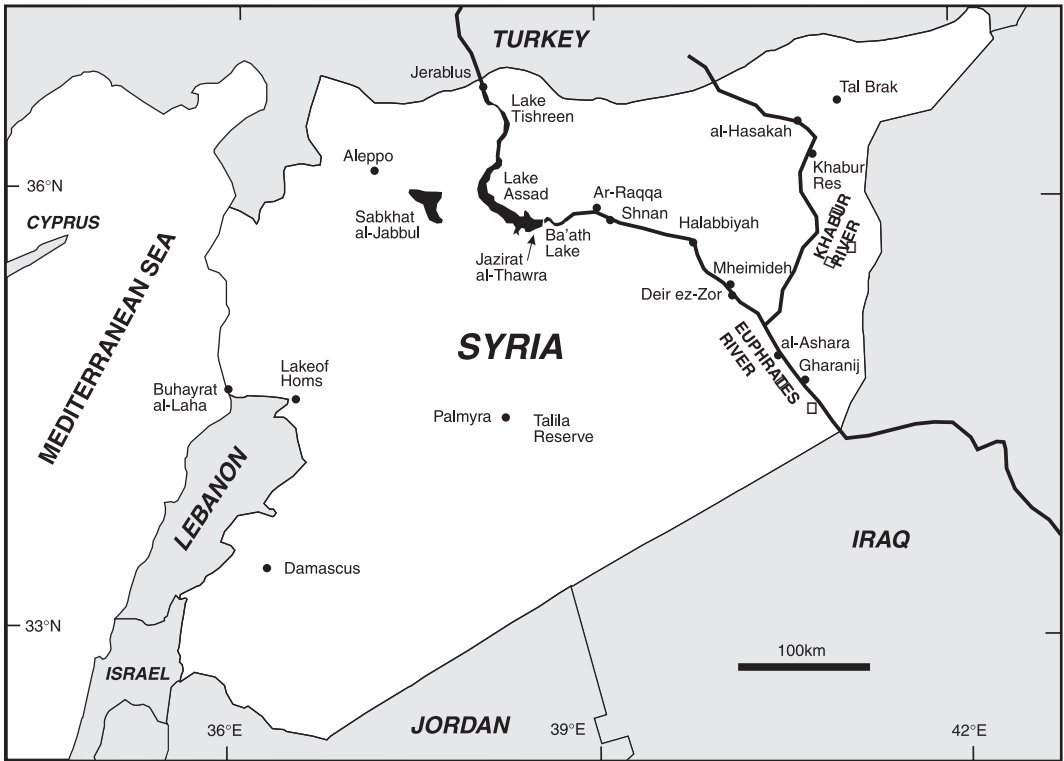 TURKEY
Jerablus
Lake
Tishreen
Tal Brak
al-Hasakah
Aleppo
Khabur
Res
36°N
Lake
Assad
Ar-Raqqa
Shnan
CYPRUS
Sabkhat
al-Jabbul
Halabbiyah
KHABUR
RIVER
Ba'ath
Lake
Jazirat
al-Thawra
Mheimideh
Deir ez-Zor
MEDITERRANEAN SEA
SYRIA
EUPHRATES
RIVER
al-Ashara
Gharanij
Lakeof
Homs
Buhayrat
al-Laha
Palmyra
Talila
Reserve
LEBANON
IRAQ
Damascus
33°N
100km
ISRAEL
JORDAN
36°E
39°E
42°E